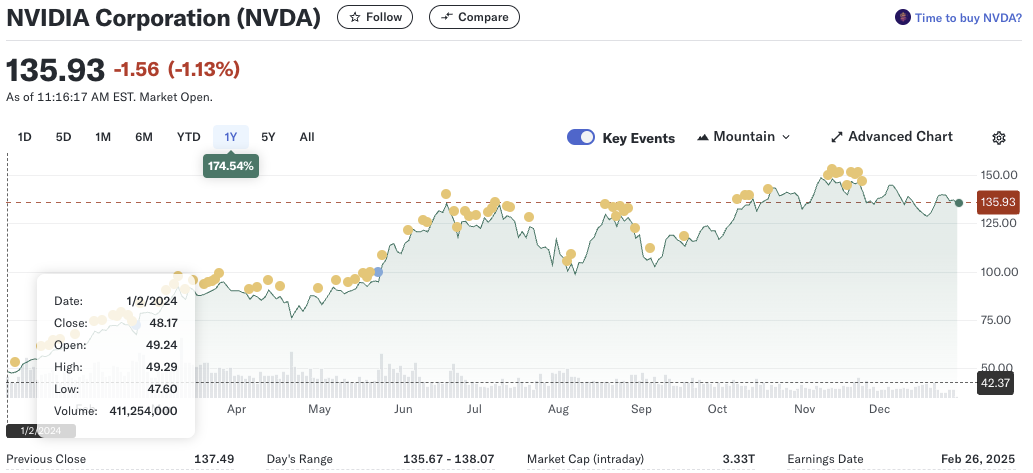 NVIDIA Corporation (NVDA) Follow Compare Time to buy NVDA?
135.93 -1.56 (-1.13%)
As of 11:16:17 AM EST. Market Open.
1D 5D 1M 6M YTD 1Y 5Y All Key Events Mountain Advanced Chart
174.54%
150.00
135.93
125.00
100.00
75.00
50.00
42.37
Date: 1/2/2024
Close: 48.17
Open: 49.24
High: 49.29
Low: 47.60
Volume: 411,254,000
Apr May Jun Jul Aug Sep Oct Nov Dec
1/2/2024
Previous Close 137.49 Day's Range 135.67 - 138.07 Market Cap (intraday) 3.33T Earnings Date Feb 26, 2025